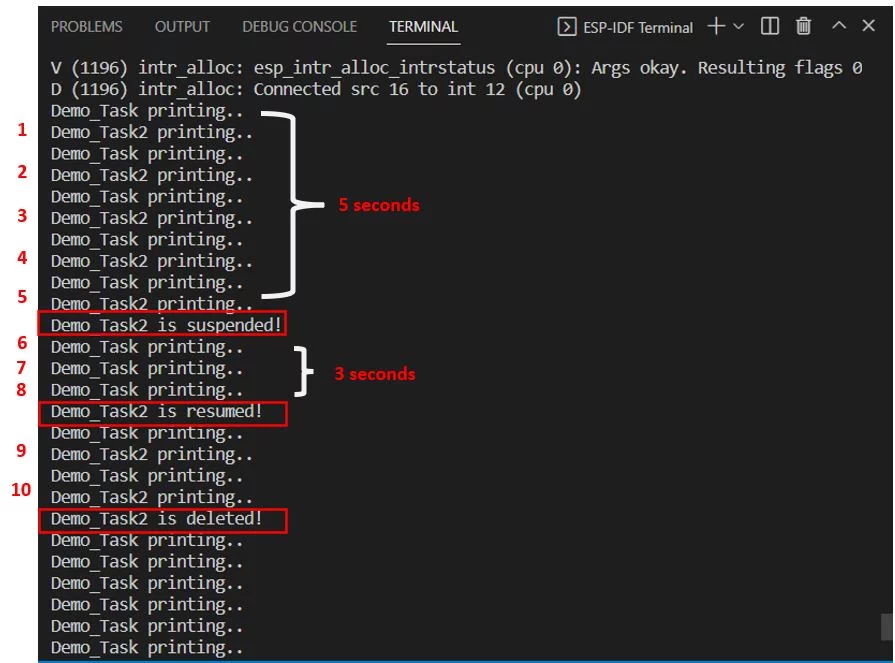 PROBLEMS OUTPUT DEBUG CONSOLE TERMINAL ESP-IDF Terminal
V (1196) intr_alloc: esp_intr_alloc_intrstatus (cpu 0): Args okay. Resulting flags 0
D (1196) intr_alloc: Connected src 16 to int 12 (cpu 0)
Demo_Task printing..
1 Demo_Task2 printing..
Demo_Task printing..
2 Demo_Task2 printing..
Demo_Task printing.. 5 seconds
3 Demo_Task2 printing..
Demo_Task printing..
4 Demo_Task2 printing..
Demo_Task printing..
5 Demo_Task2 printing..
Demo_Task2 is suspended!
6 Demo_Task printing..
7 Demo_Task printing.. 3 seconds
8 Demo_Task printing..
Demo_Task2 is resumed!
Demo_Task printing..
9 Demo_Task2 printing..
Demo_Task printing..
10 Demo_Task2 printing..
Demo_Task2 is deleted!
Demo_Task printing..
Demo_Task printing..
Demo_Task printing..
Demo_Task printing..
Demo_Task printing..
Demo_Task printing..